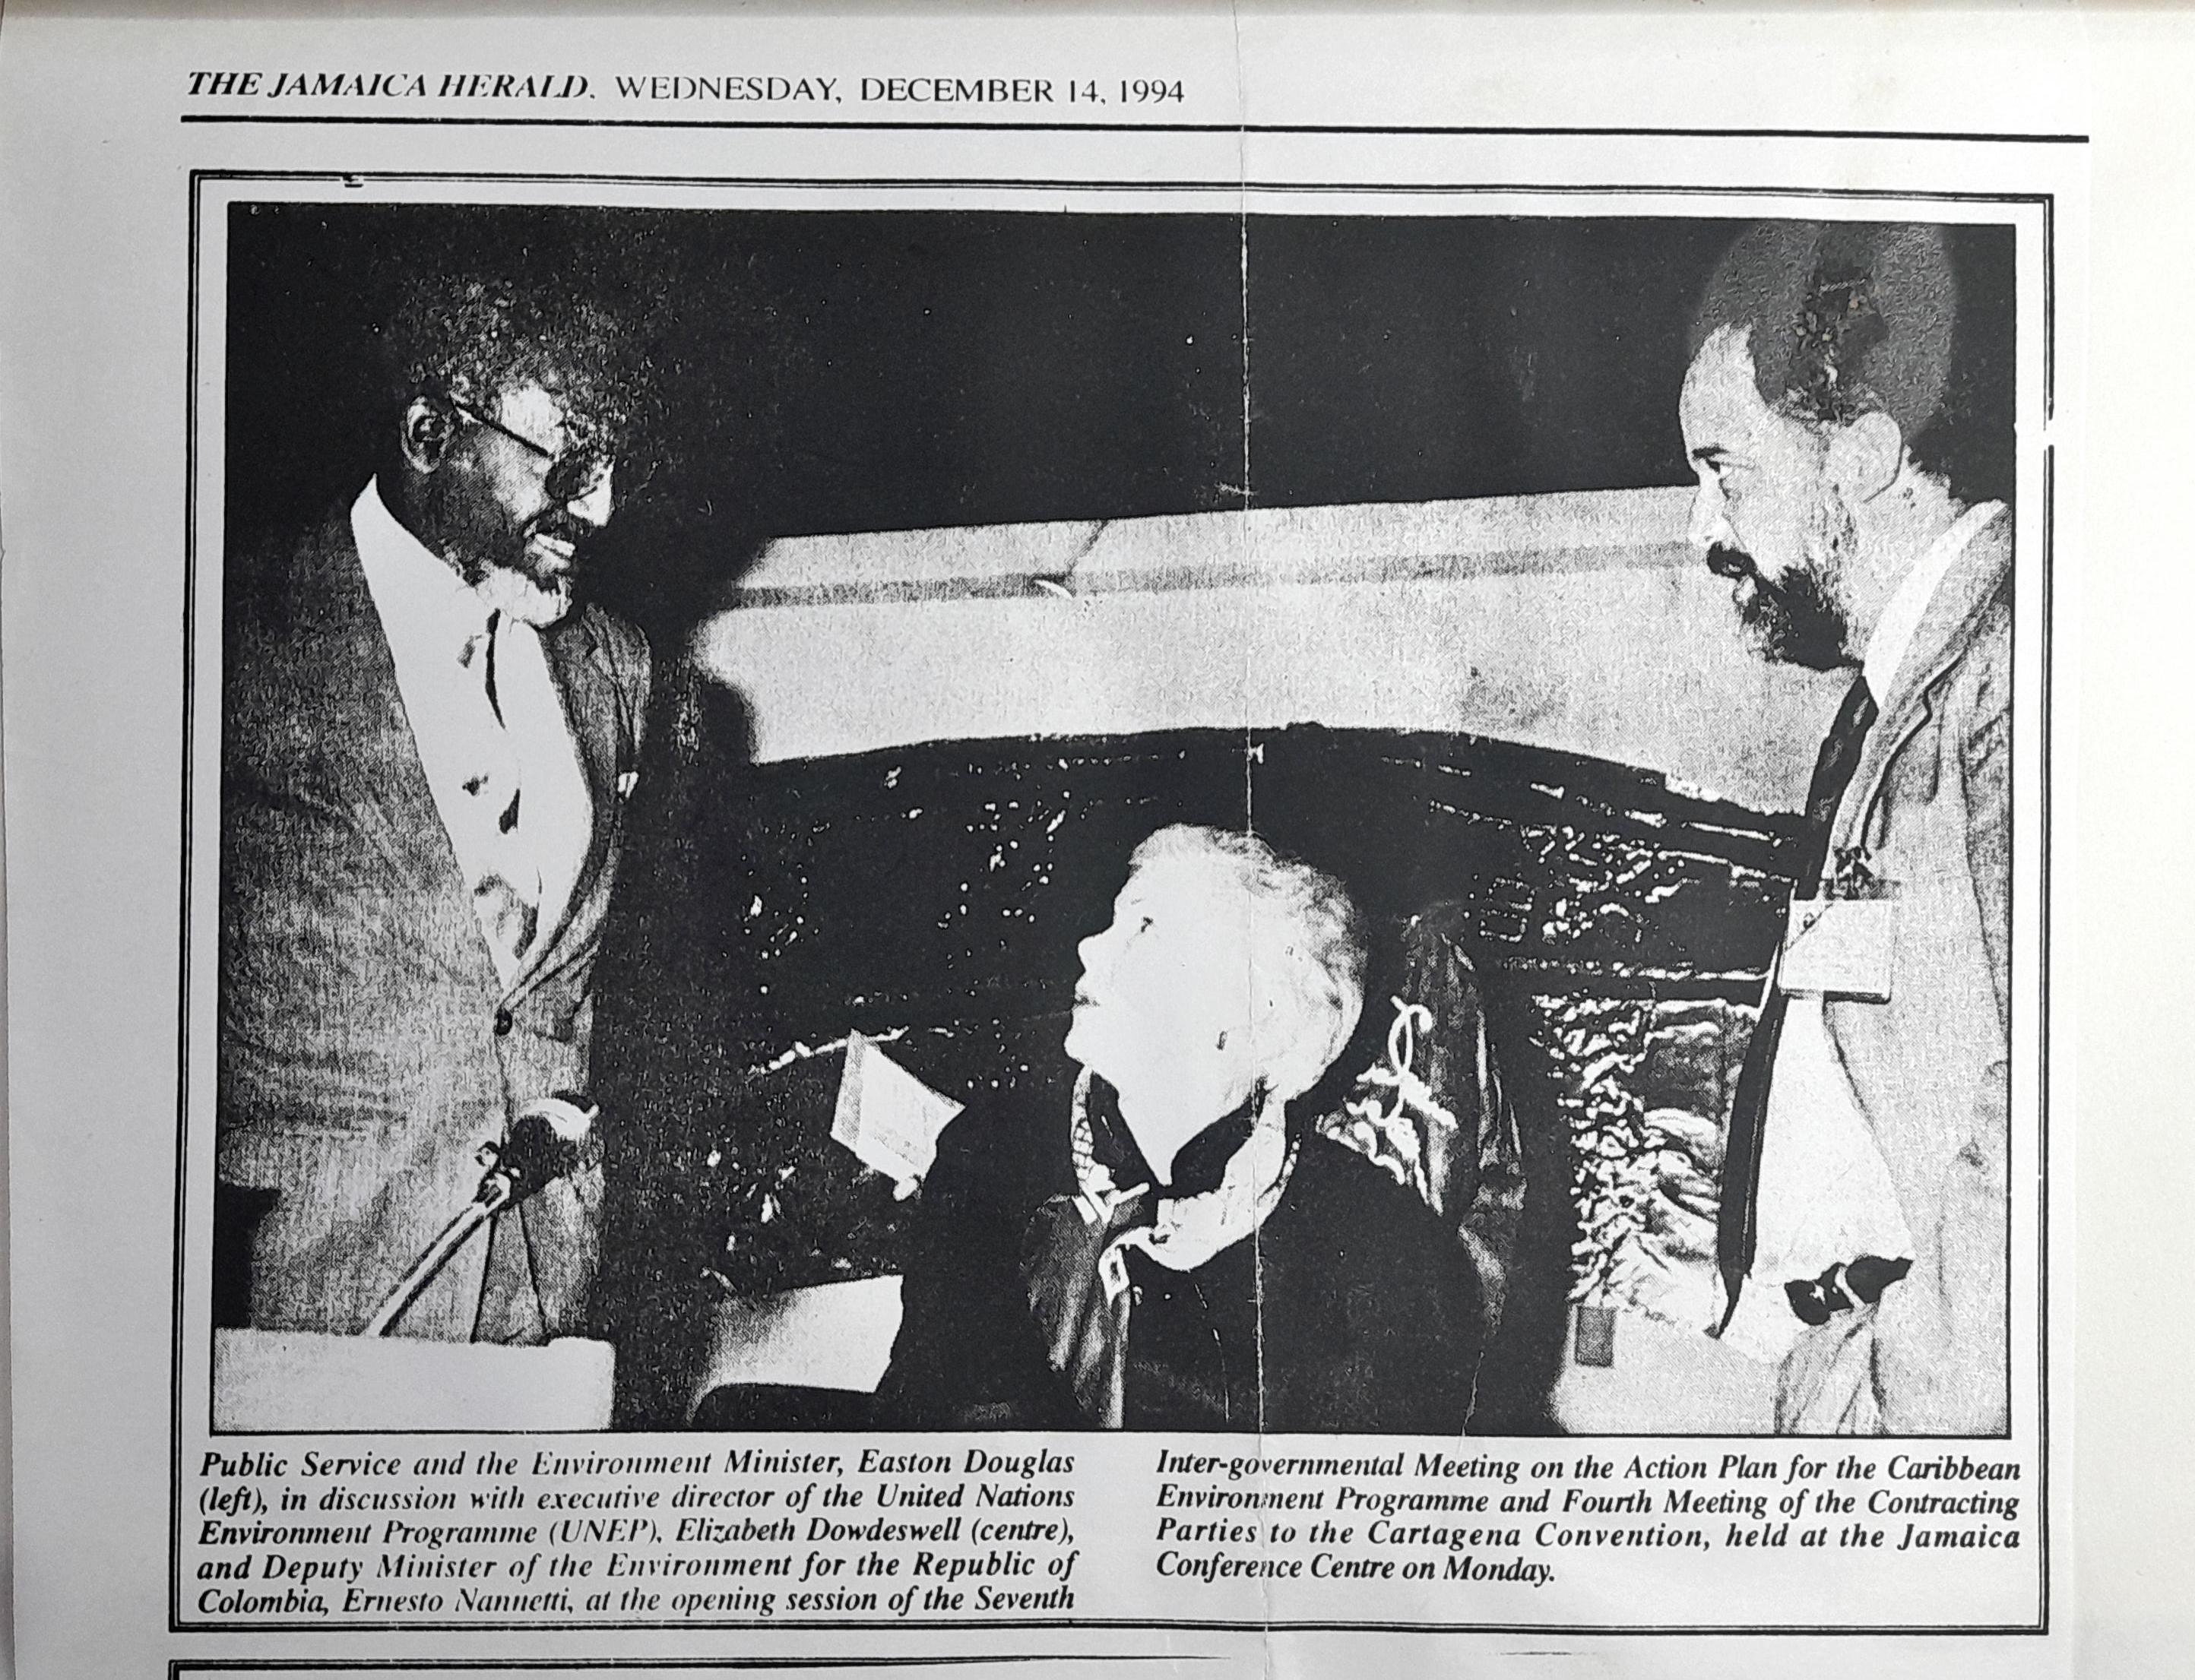 THE JAMAICA HERALD. WEDNESDAY, DECEMBER 14, 1994
Public Service and the Environment Minister, Easton Douglas
(left), in discussion with executive director of the United Nations
Environment Programme (UNEP), Elizabeth Dowdeswell (centre),
and Deputy Minister of the Environment for the Republic of
Colombia, Ernesto Nannetti, at the opening session of the Seventh
Inter-governmental Meeting on the Action Plan for the Caribbean
Environment Programme and Fourth Meeting of the Contracting
Parties to the Cartagena Convention, held at the Jamaica
Conference Centre on Monday.